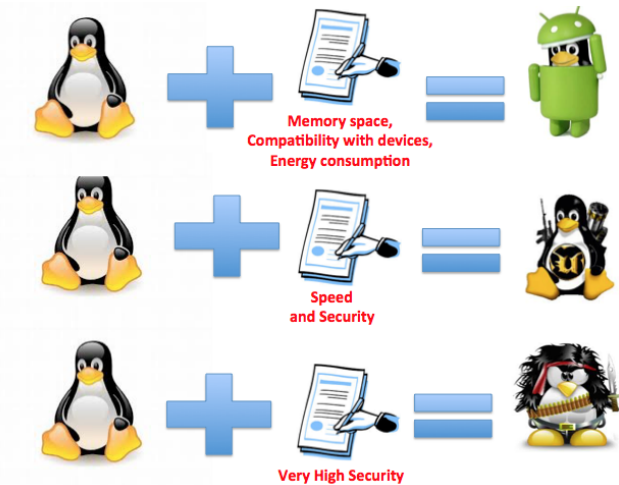 Memory space,
Compatibility with devices,
Energy consumption
Speed
and Security
Very High Security